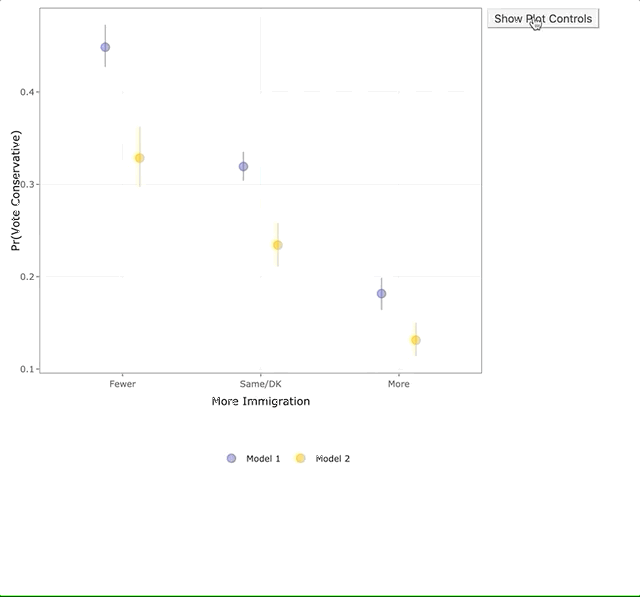 Show Plot Controls
0.4
0.3
0.2
0.1
Pr(Vote Conservative)
Fewer Same/DK More
More Immigration
Model 1 Model 2